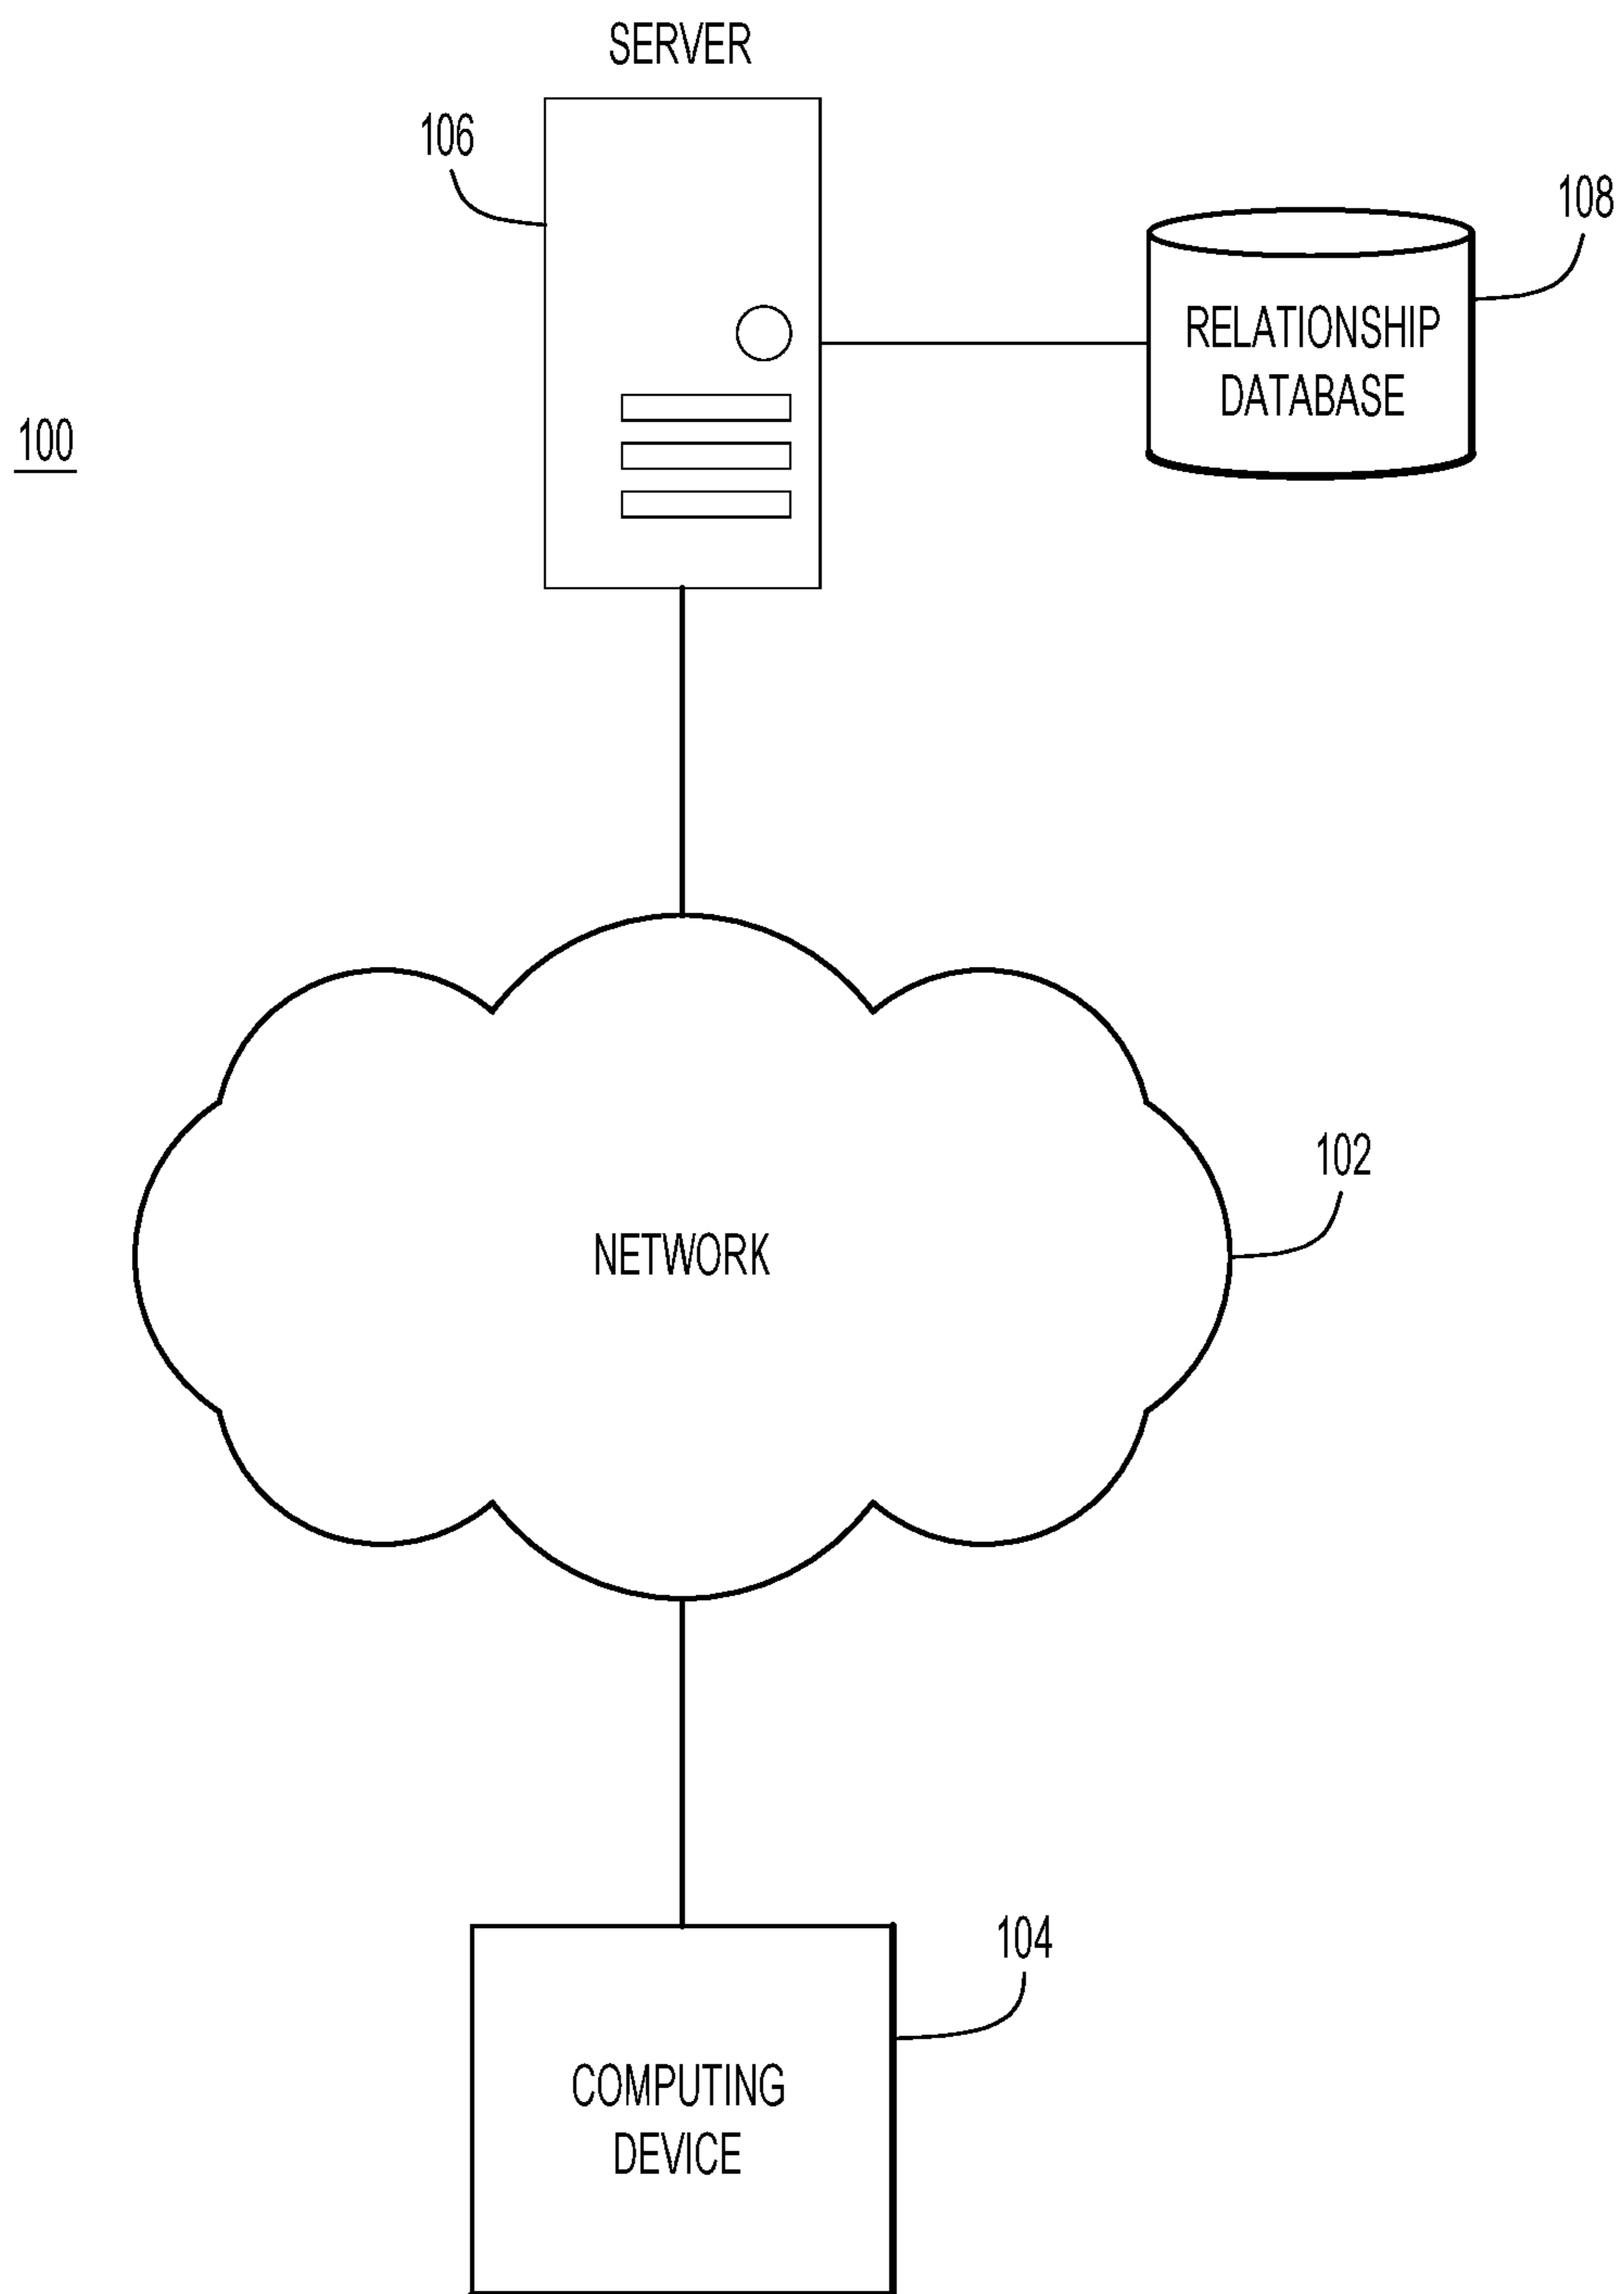 SERVER
106
108
RELATIONSHIP
DATABASE
100
102
NETWORK
104
COMPUTING
DEVICE